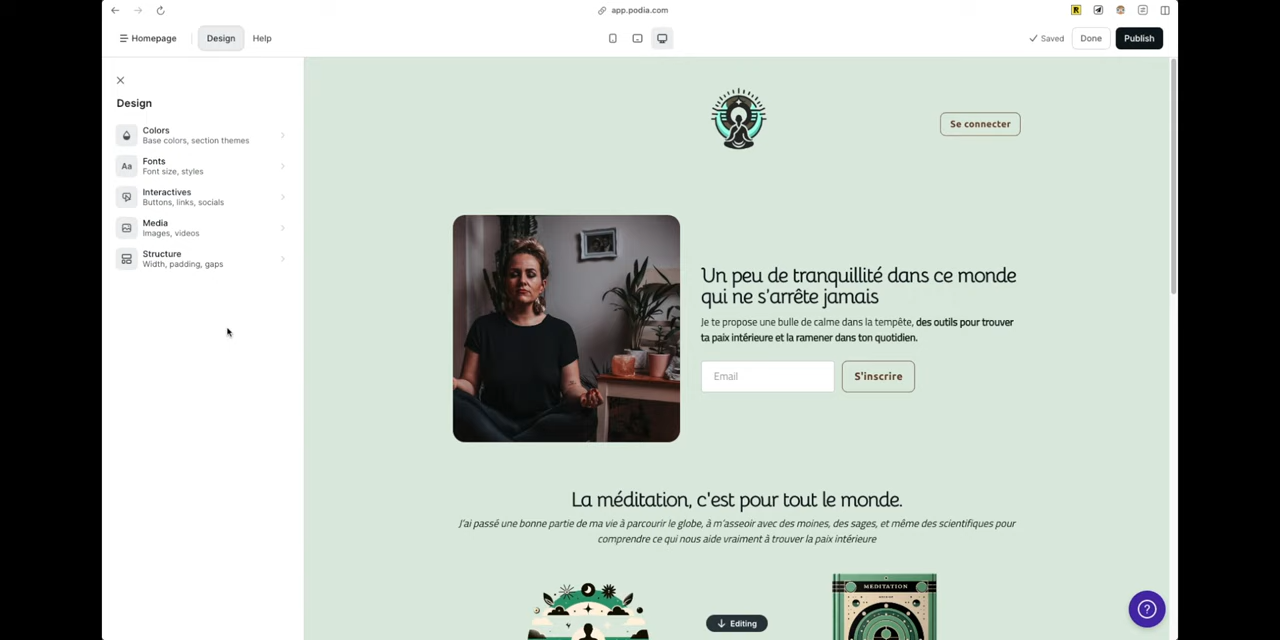 app.podia.com
Homepage
Design
Help
Saved
Done
Publish
Design
Colors
Base colors, section themes
Aa
Fonts
Font size, styles
Interactives
Buttons, links, socials
Media
Images, videos
Structure
Width, padding, gaps
Se connecter
Un peu de tranquillité dans ce monde
qui ne s'arrête jamais
Je te propose une bulle de calme dans la tempête, des outils pour trouver
ta paix intérieure et la ramener dans ton quotidien.
Email
S'inscrire
La méditation, c'est pour tout le monde.
J'ai passé une bonne partie de ma vie à parcourir le globe, à m'asseoir avec des moines, des sages, et même des scientifiques pour
comprendre ce qui nous aide vraiment à trouver la paix intérieure
MEDITATION
Editing
?
R